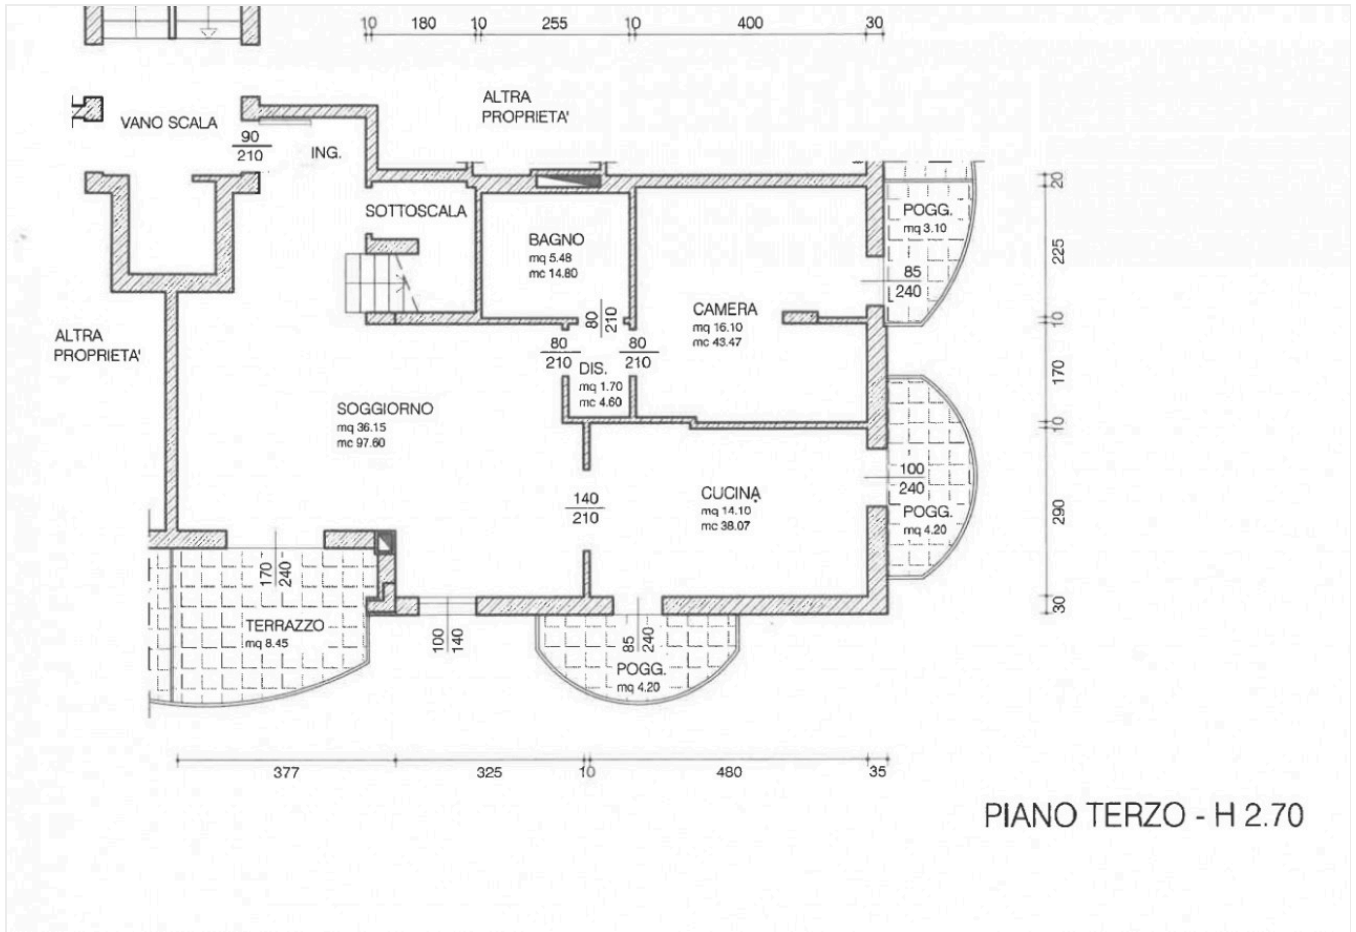 10 180 10 255 10 400 30
ALTRA
PROPRIETA'
VANO SCALA
90
210
ING.
20
SOTTOSCALA
POGG.
mq 3.10
BAGNO
mq 5.48
mc 14.80
225
85
240
CAMERA
mq 16.10
mc 43.47
80
210
10
ALTRA
PROPRIETA'
80
210
80
210
DIS.
mq 1.70
mc 4.60
170
SOGGIORNO
mq 36.15
mc 97.60
10
100
240
CUCINA
mq 14.10
mc 38.07
140
210
POGG.
mq 4.20
290
170
240
30
TERRAZZO
mq 8.45
100
140
85
240
POGG.
mq 4.20
377 325 10 480 35
PIANO TERZO - H 2.70